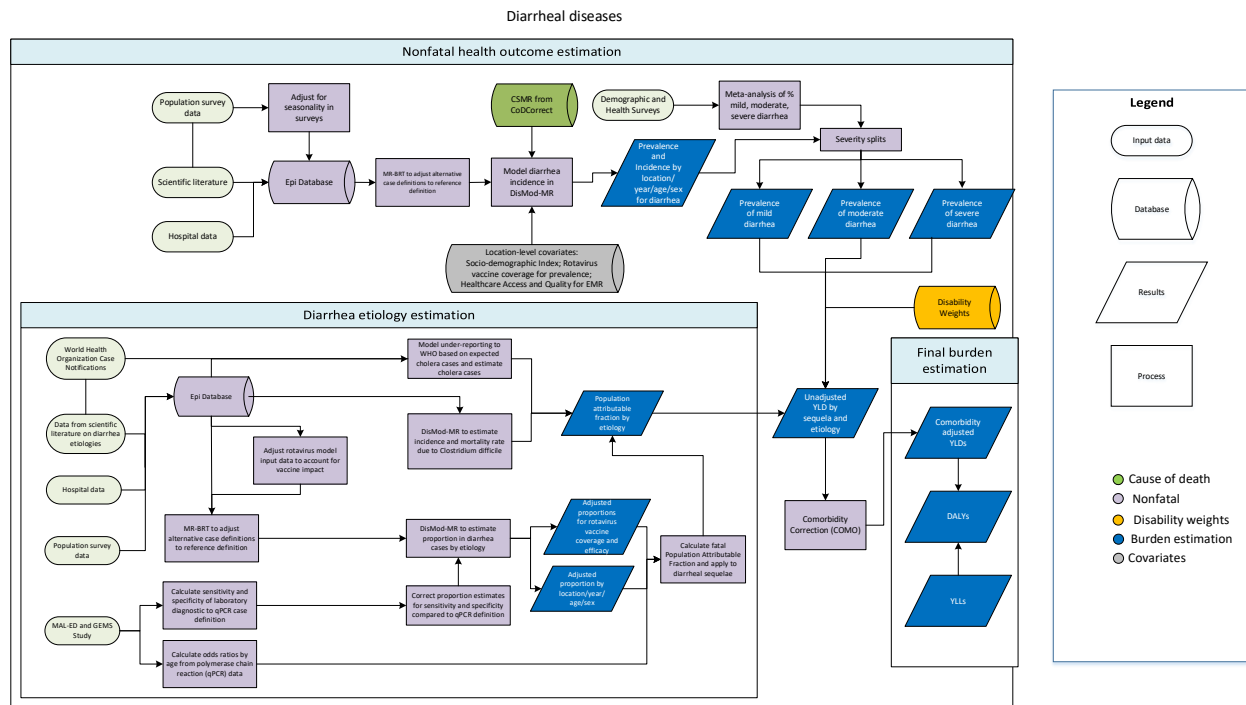 Diarrheal diseases
Nonfatal health outcome estimation
Population survey
data
Adjust for
seasonality in
surveys
CSMR from
CoDCorrect
Demographic and
Health Surveys
Meta-analysis of %
mild, moderate,
severe diarrhea
Severity splits
Scientific literature
Epi Database
MR-BRT to adjust alternative
case definitions to reference
definition
Model diarrhea
incidence in
DisMod-MR
Prevalence
and
Incidence by
location/
year/age/sex
for diarrhea
Prevalence
of mild
diarrhea
Prevalence
of moderate
diarrhea
Prevalence
of severe
diarrhea
Hospital data
Location-level covariates:
Socio-demographic Index; Rotavirus
vaccine coverage for prevalence;
Healthcare Access and Quality for EMR
Disability
Weights
Diarrhea etiology estimation
World Health
Organization Case
Notifications
Model under-reporting to
WHO based on expected
cholera cases and estimate
cholera cases
Epi Database
Data from scientific
literature on diarrhea
etiologies
DisMod-MR to estimate
incidence and mortality rate
due to Clostridium difficile
Population
attributable
fraction by
etiology
Unadjusted
YLD by
sequela and
etiology
Adjust rotavirus model
input data to account for
vaccine impact
Hospital data
Population survey
data
MR-BRT to adjust
alternative case definitions
to reference definition
DisMod-MR to estimate
proportion in diarrhea
cases by etiology
Adjusted
proportions
for rotavirus
vaccine
coverage and
efficacy
Adjusted
proportion by
location/year/
age/sex
Calculate fatal
Population Attributable
Fraction and apply to
diarrheal sequelae
Comorbidity
Correction (COMO)
MAL-ED and GEMS
Study
Calculate sensitivity and
specificity of laboratory
diagnostic to qPCR case
definition
Correct proportion estimates
for sensitivity and specificity
compared to qPCR definition
Calculate odds ratios by
age from polymerase chain
reaction (qPCR) data
Final burden
estimation
Comorbidity
adjusted
YLDs
DALYs
YLLs
Legend
Input data
Database
Results
Process
Cause of death
Nonfatal
Disability weights
Burden estimation
Covariates